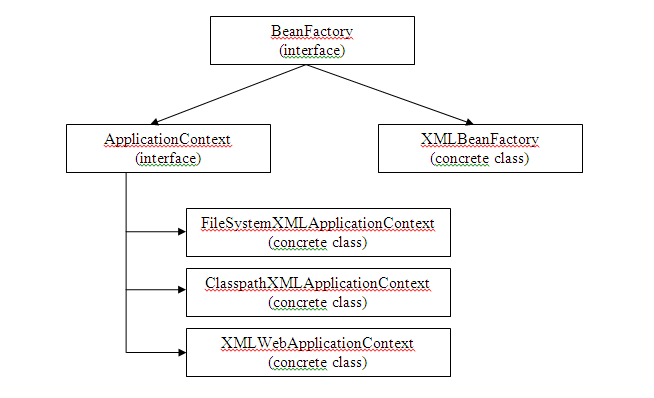 BeanFactory
(interface)
ApplicationContext
(interface)
XMLBeanFactory
(concrete class)
FileSystemXMLApplicationContext
(concrete class)
ClasspathXMLApplicationContext
(concrete class)
XMLWebApplicationContext
(concrete class)